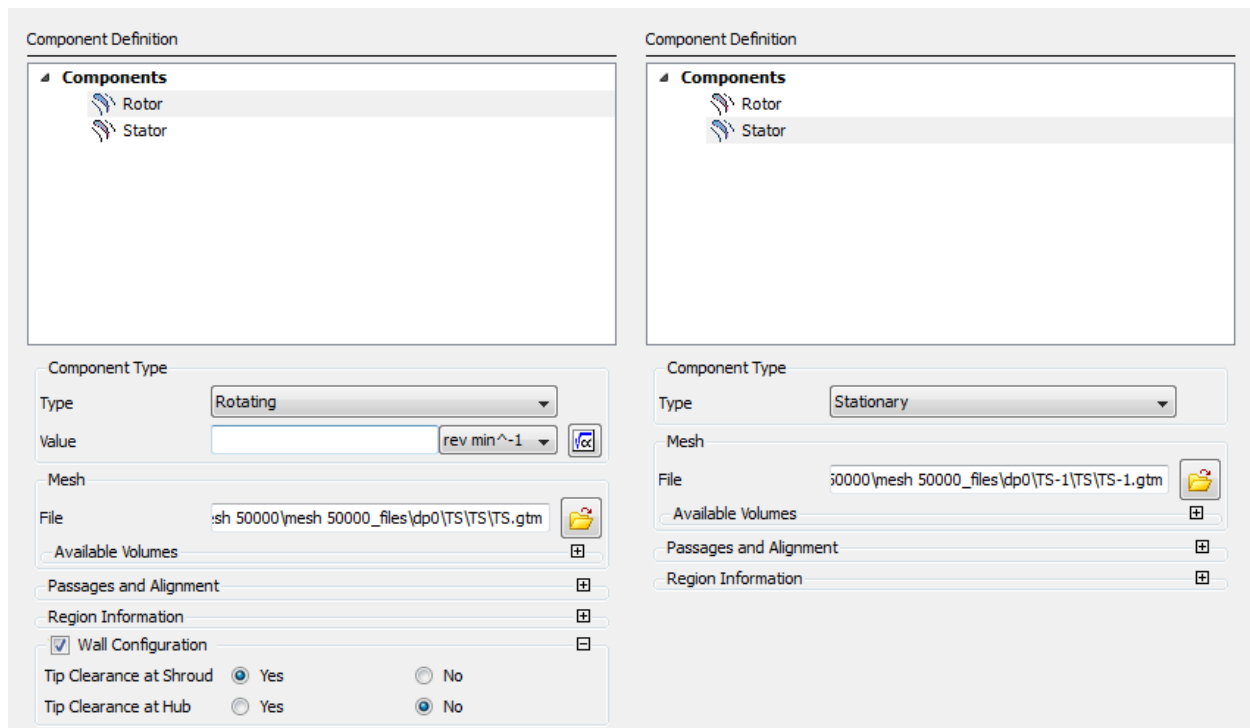 Component Definition
Components
Rotor
Stator
Component Type
Type Rotating
Value rev min^-1
Mesh
File sh 50000\mesh 50000_files\dp0\TS\TS\TS.gtm
Available Volumes
Passages and Alignment
Region Information
Wall Configuration
Tip Clearance at Shroud Yes No
Tip Clearance at Hub Yes No
Component Definition
Components
Rotor
Stator
Component Type
Type Stationary
Mesh
File 50000\mesh 50000_files\dp0\TS-1\TS\TS-1.gtm
Available Volumes
Passages and Alignment
Region Information